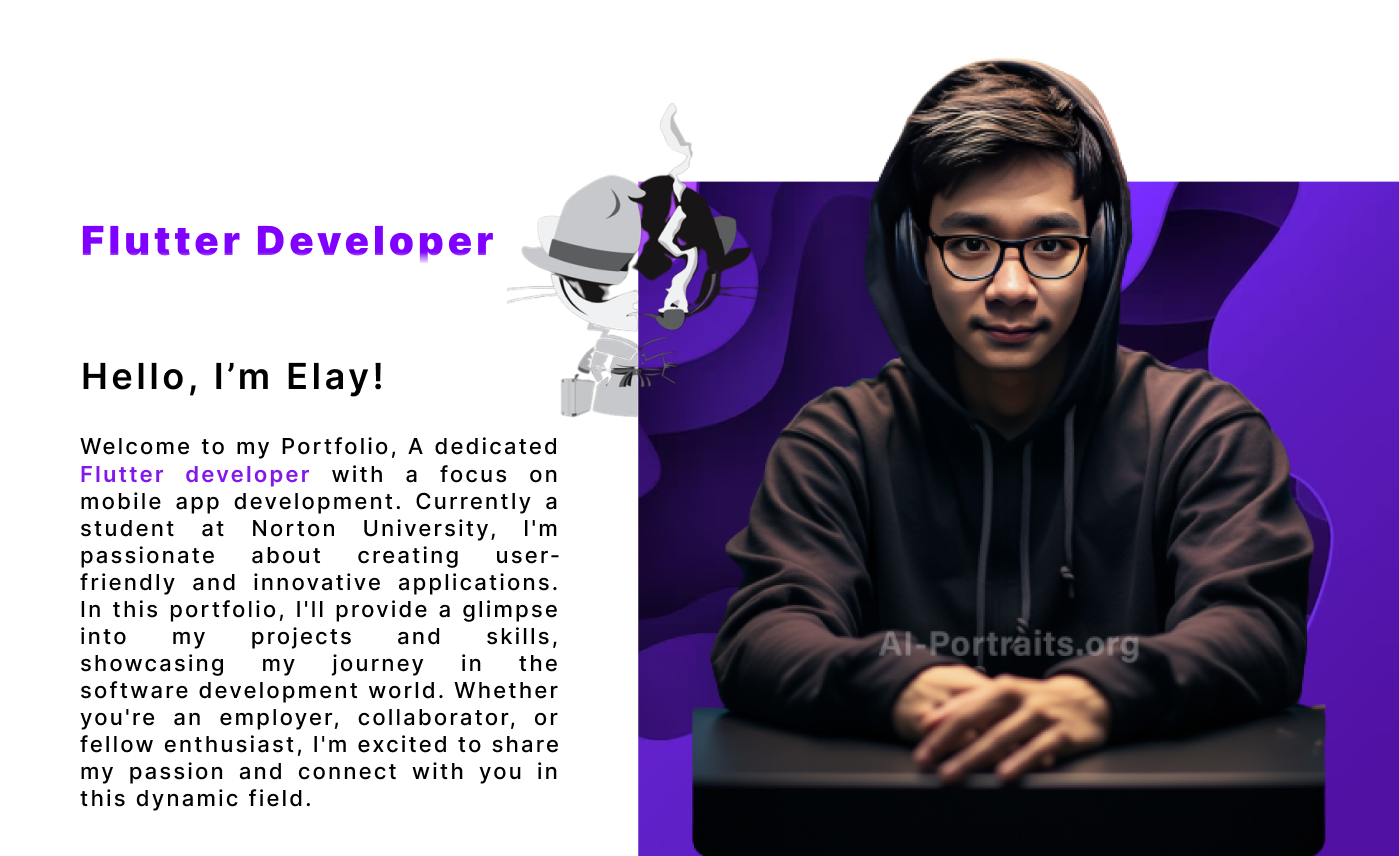 Flutter Developer
Hello, I’m Elay!
Welcome to my Portfolio, A dedicated
Flutter developer with a focus on
mobile app development. Currently a
student at Norton University, I'm
passionate about creating user-
friendly and innovative applications.
In this portfolio, I'll provide a glimpse
into my projects and skills,
showcasing my journey in the
software development world. Whether
you're an employer, collaborator, or
fellow enthusiast, I'm excited to share
my passion and connect with you in
this dynamic field.
AI-Portraits.org